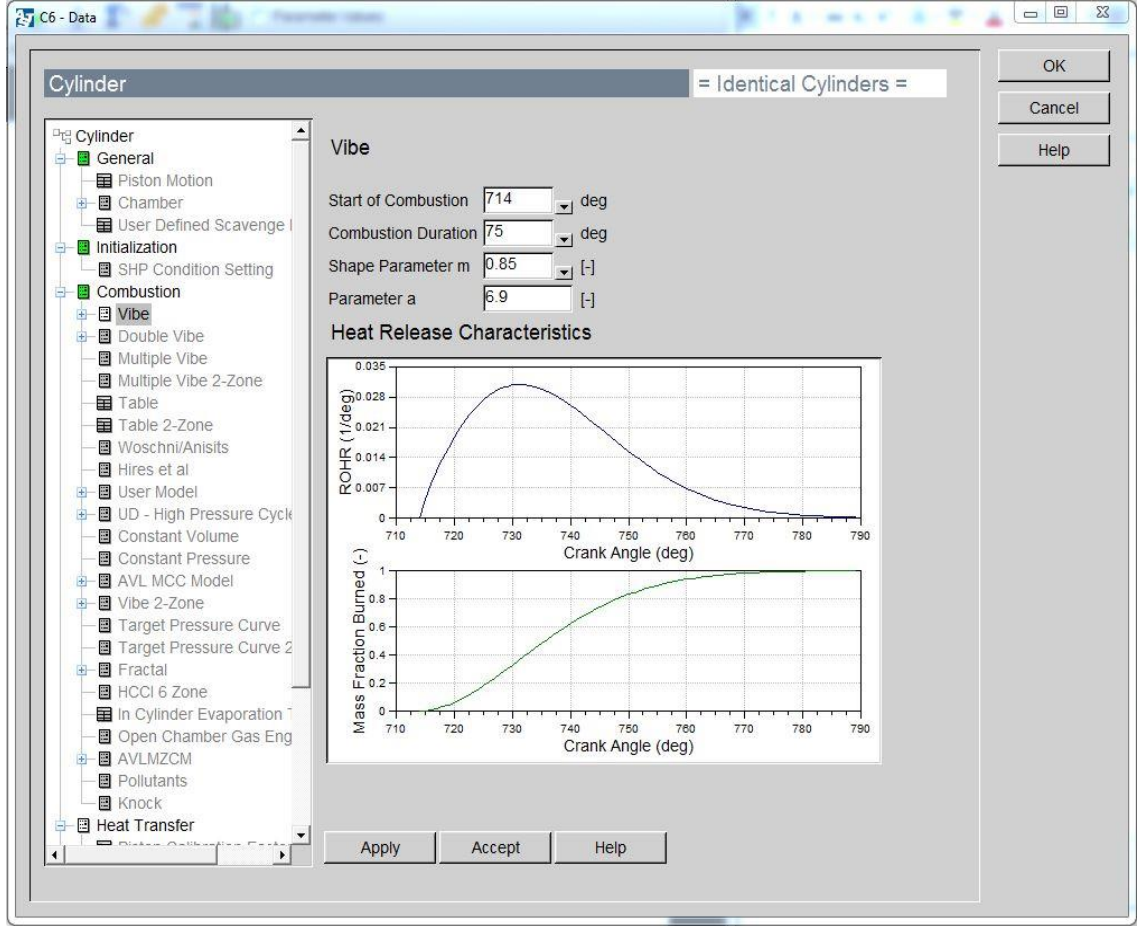 C6 - Data
Parameter Values
Cylinder
= Identical Cylinders =
OK
Cancel
Help
Cylinder
General
Piston Motion
Chamber
User Defined Scavenge
Initialization
SHP Condition Setting
Combustion
Vibe
Double Vibe
Multiple Vibe
Multiple Vibe 2-Zone
Table
Table 2-Zone
Woschni/Anisits
Hires et al
User Model
UD - High Pressure Cycle
Constant Volume
Constant Pressure
AVL MCC Model
Vibe 2-Zone
Target Pressure Curve
Target Pressure Curve 2
Fractal
HCCI 6 Zone
In Cylinder Evaporation
Open Chamber Gas Eng
AVLMZCM
Pollutants
Knock
Heat Transfer
Vibe
Start of Combustion 714 deg
Combustion Duration 75 deg
Shape Parameter m 0.85 [-]
Parameter a 6.9 [-]
Heat Release Characteristics
ROHR (1/deg)
0.035
0.028
0.021
0.014
0.007
0
710 720 730 740 750 760 770 780 790
Crank Angle (deg)
Mass Fraction Burned (-)
1
0.8
0.6
0.4
0.2
0
710 720 730 740 750 760 770 780 790
Crank Angle (deg)
Apply Accept Help